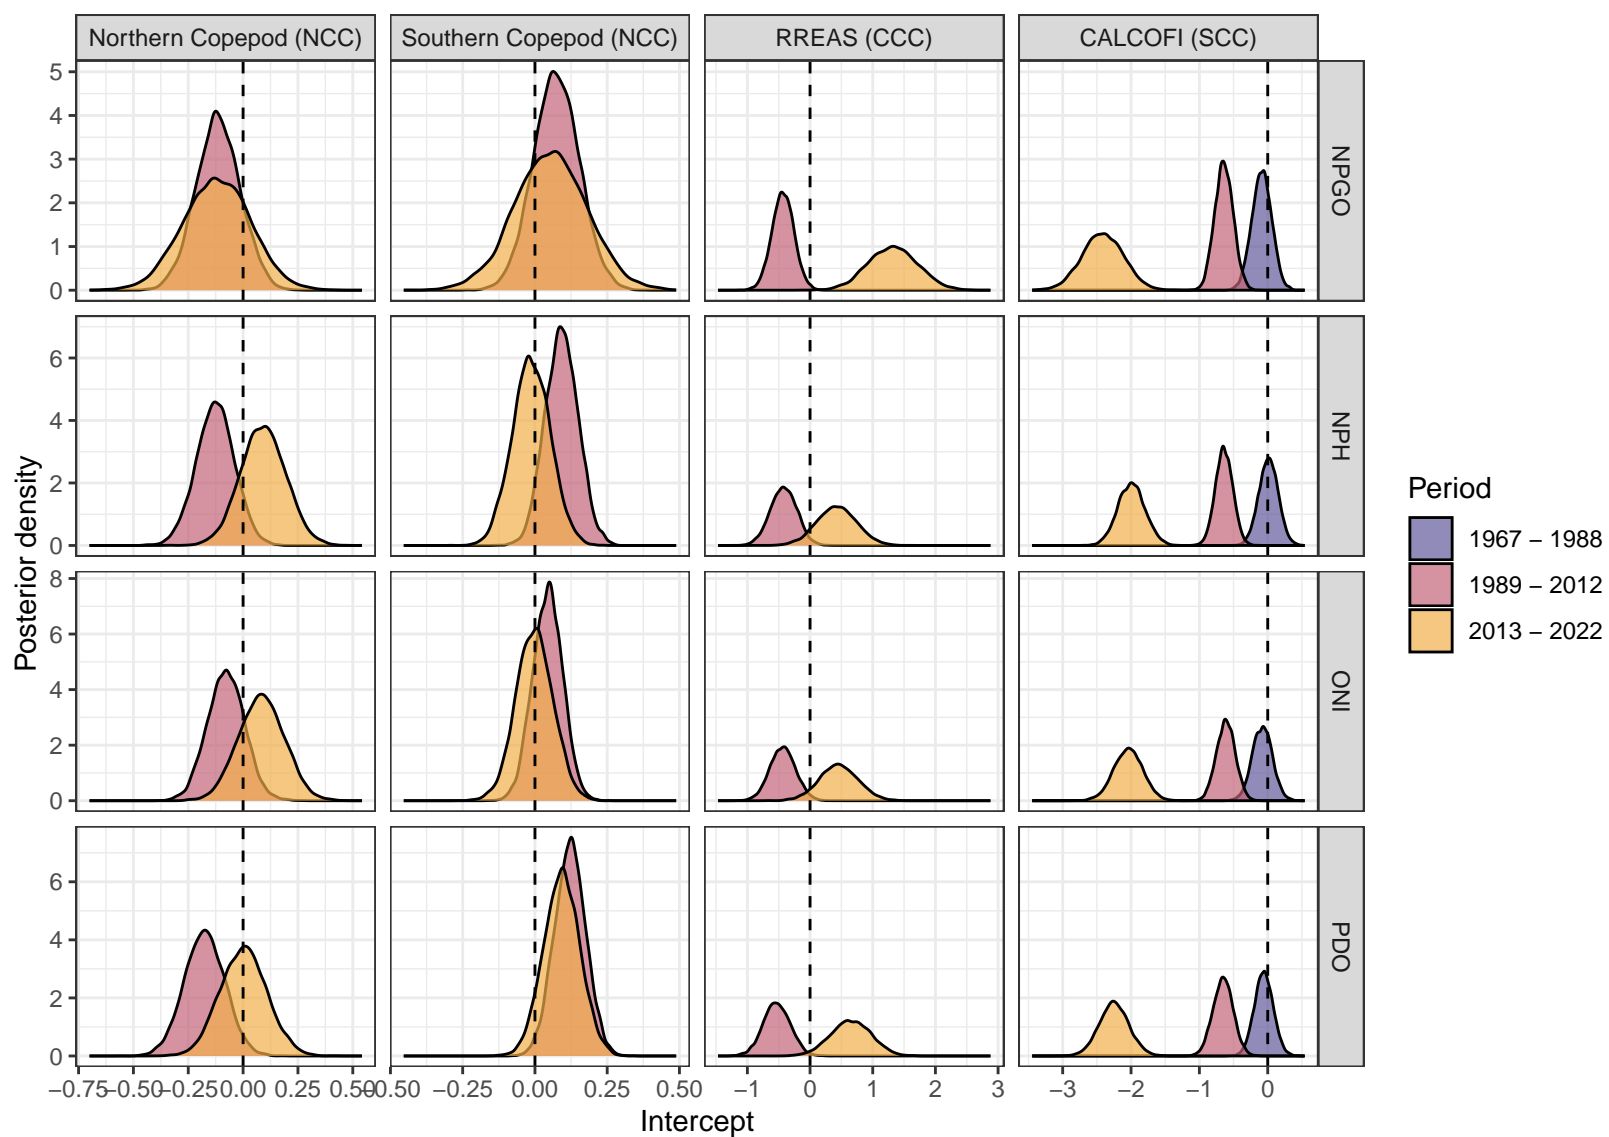 Northern Copepod (NCC) Southern Copepod (NCC) RREAS (CCC) CALCOFI (SCC)
5
4
3
2
1
0
NPGO
6
4
2
0
NPH
8
6
4
2
0
ONI
6
4
2
0
PDO
−0.75 −0.50 −0.25 0.00 0.25 0.50 −0.50 −0.25 0.00 0.25 0.50 −1 0 1 2 3 −3 −2 −1 0
Intercept
Posterior density
Period
1967 − 1988
1989 − 2012
2013 − 2022